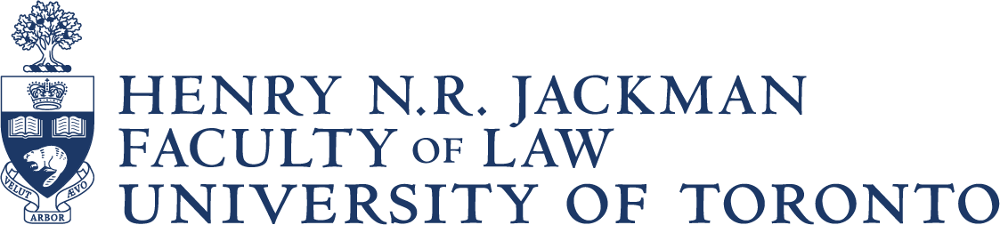 HENRY N.R. JACKMAN
FACULTY OF LAW
UNIVERSITY OF TORONTO
VELUT ARBOR ÆVO